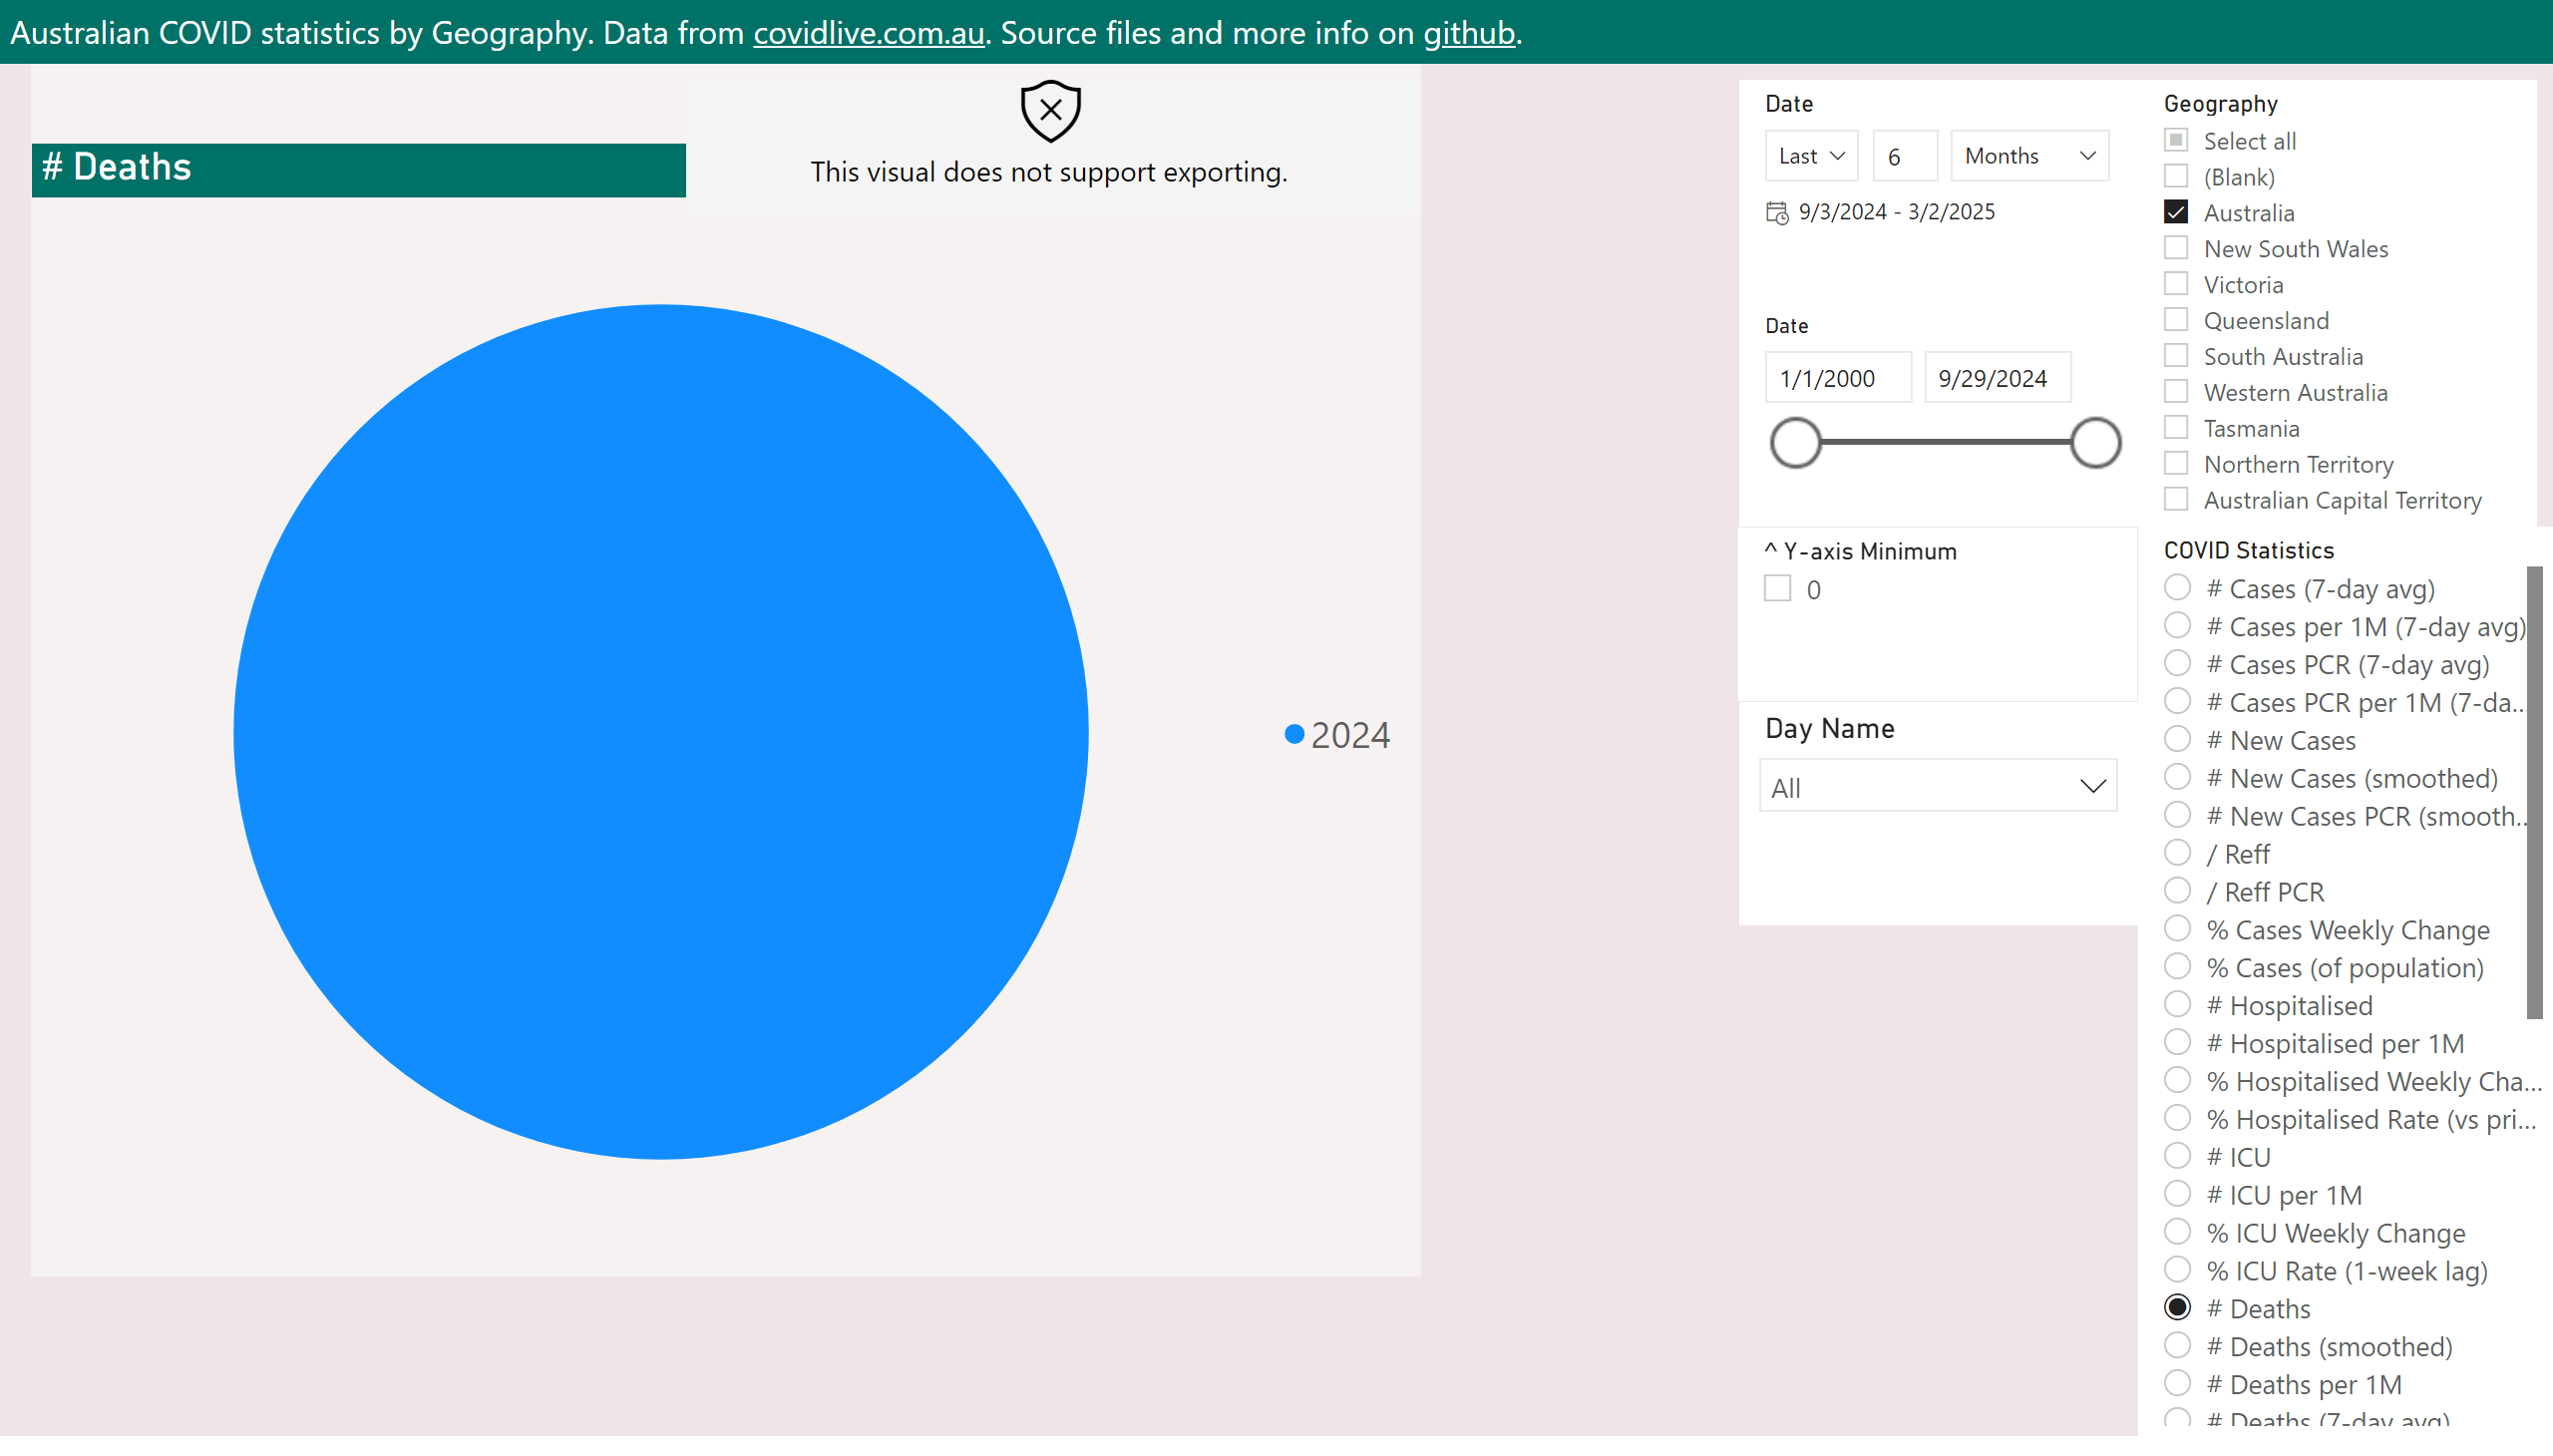 Australian COVID statistics by Geography. Data from covidlive.com.au. Source files and more info on github.
# Deaths
This visual does not support exporting.
2024
Date
Last
6
Months
9/3/2024 - 3/2/2025
Date
1/1/2000
9/29/2024
^ Y-axis Minimum
0
Day Name
All
Geography
Select all
(Blank)
Australia
New South Wales
Victoria
Queensland
South Australia
Western Australia
Tasmania
Northern Territory
Australian Capital Territory
COVID Statistics
# Cases (7-day avg)
# Cases per 1M (7-day avg)
# Cases PCR (7-day avg)
# Cases PCR per 1M (7-da...
# New Cases
# New Cases (smoothed)
# New Cases PCR (smooth...
/ Reff
/ Reff PCR
% Cases Weekly Change
% Cases (of population)
# Hospitalised
# Hospitalised per 1M
% Hospitalised Weekly Cha...
% Hospitalised Rate (vs pri...
# ICU
# ICU per 1M
% ICU Weekly Change
% ICU Rate (1-week lag)
# Deaths
# Deaths (smoothed)
# Deaths per 1M
# Deaths (7-day avg)